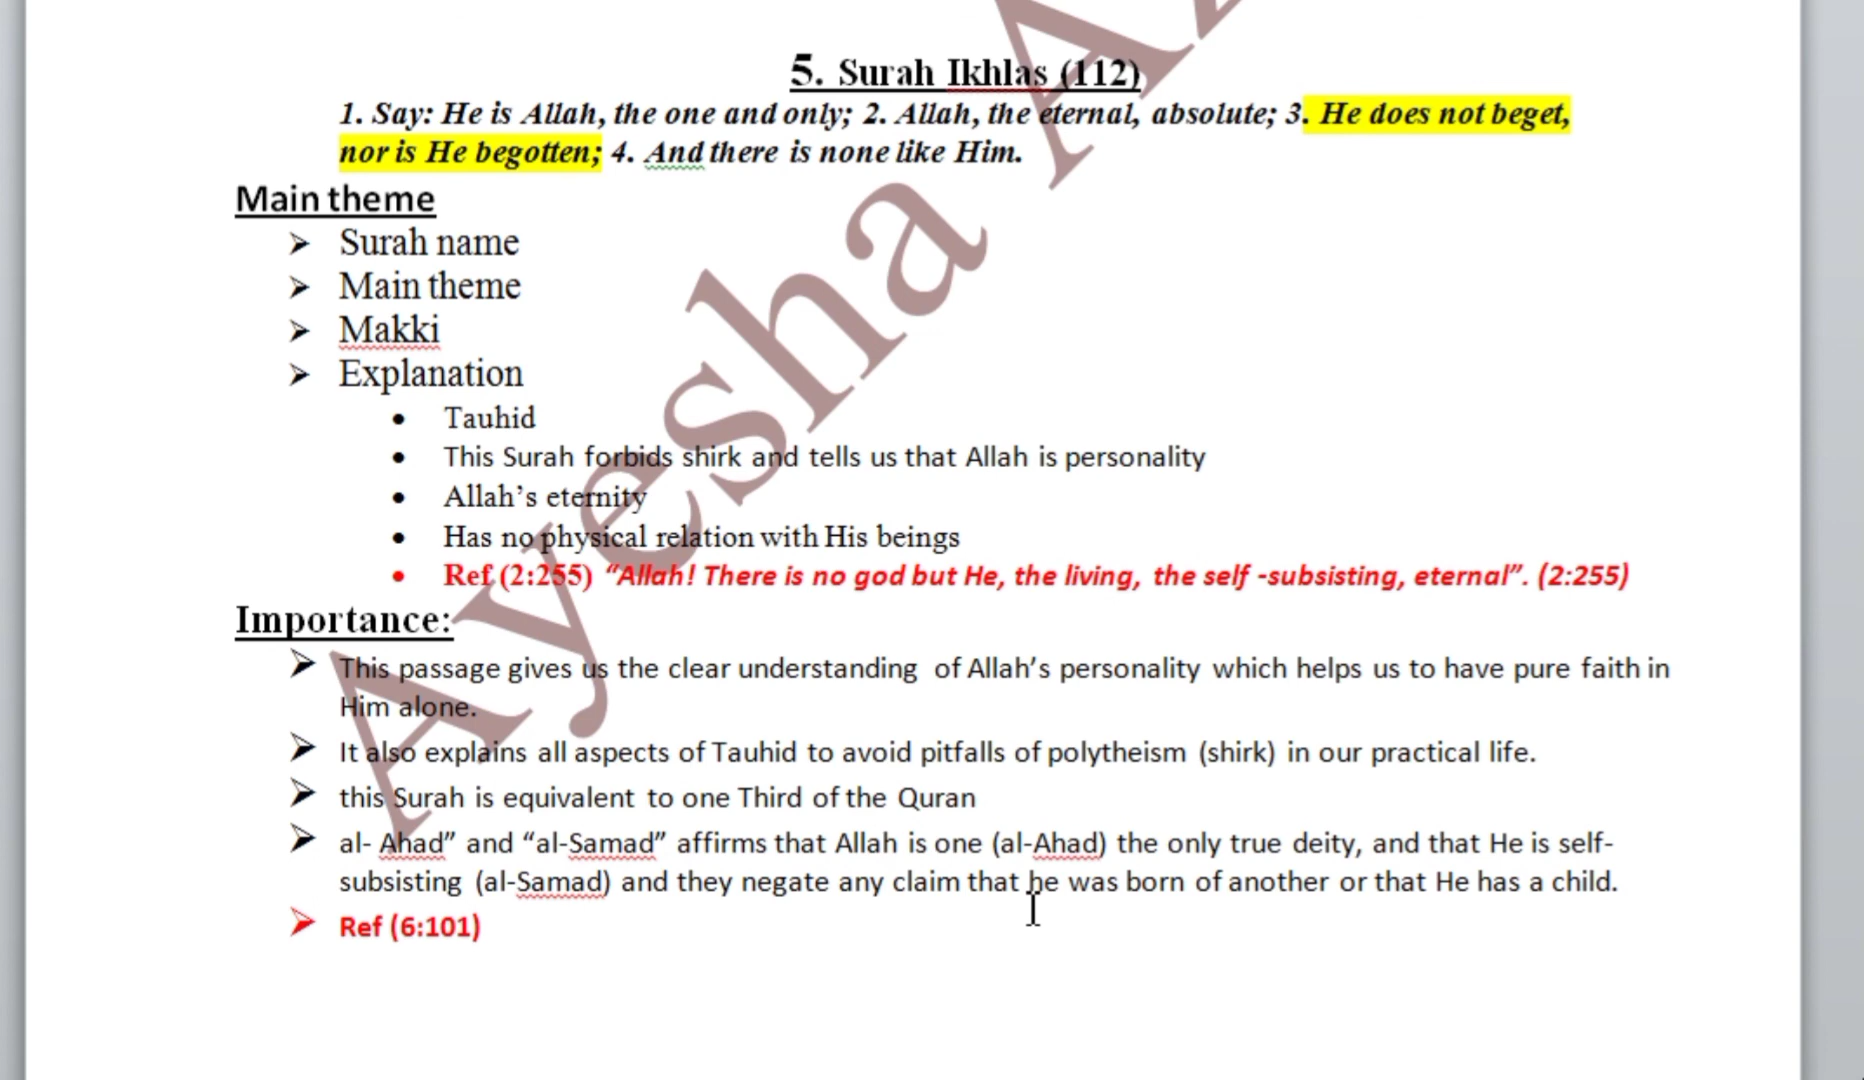 5. Surah Ikhlas (112)
1. Say: He is Allah, the one and only; 2. Allah, the eternal, absolute; 3. He does not beget,
nor is He begotten; 4. And there is none like Him.
Main theme
➢ Surah name
➢ Main theme
➢ Makki
➢ Explanation
• Tauhid
• This Surah forbids shirk and tells us that Allah is personality
• Allah’s eternity
• Has no physical relation with His beings
• Ref (2:255) “Allah! There is no god but He, the living, the self -subsisting, eternal”. (2:255)
Importance:
➢ This passage gives us the clear understanding of Allah’s personality which helps us to have pure faith in
Him alone.
➢ It also explains all aspects of Tauhid to avoid pitfalls of polytheism (shirk) in our practical life.
➢ this Surah is equivalent to one Third of the Quran
➢ al- Ahad” and “al-Samad” affirms that Allah is one (al-Ahad) the only true deity, and that He is self-
subsisting (al-Samad) and they negate any claim that he was born of another or that He has a child.
➢ Ref (6:101)
Ayesha A